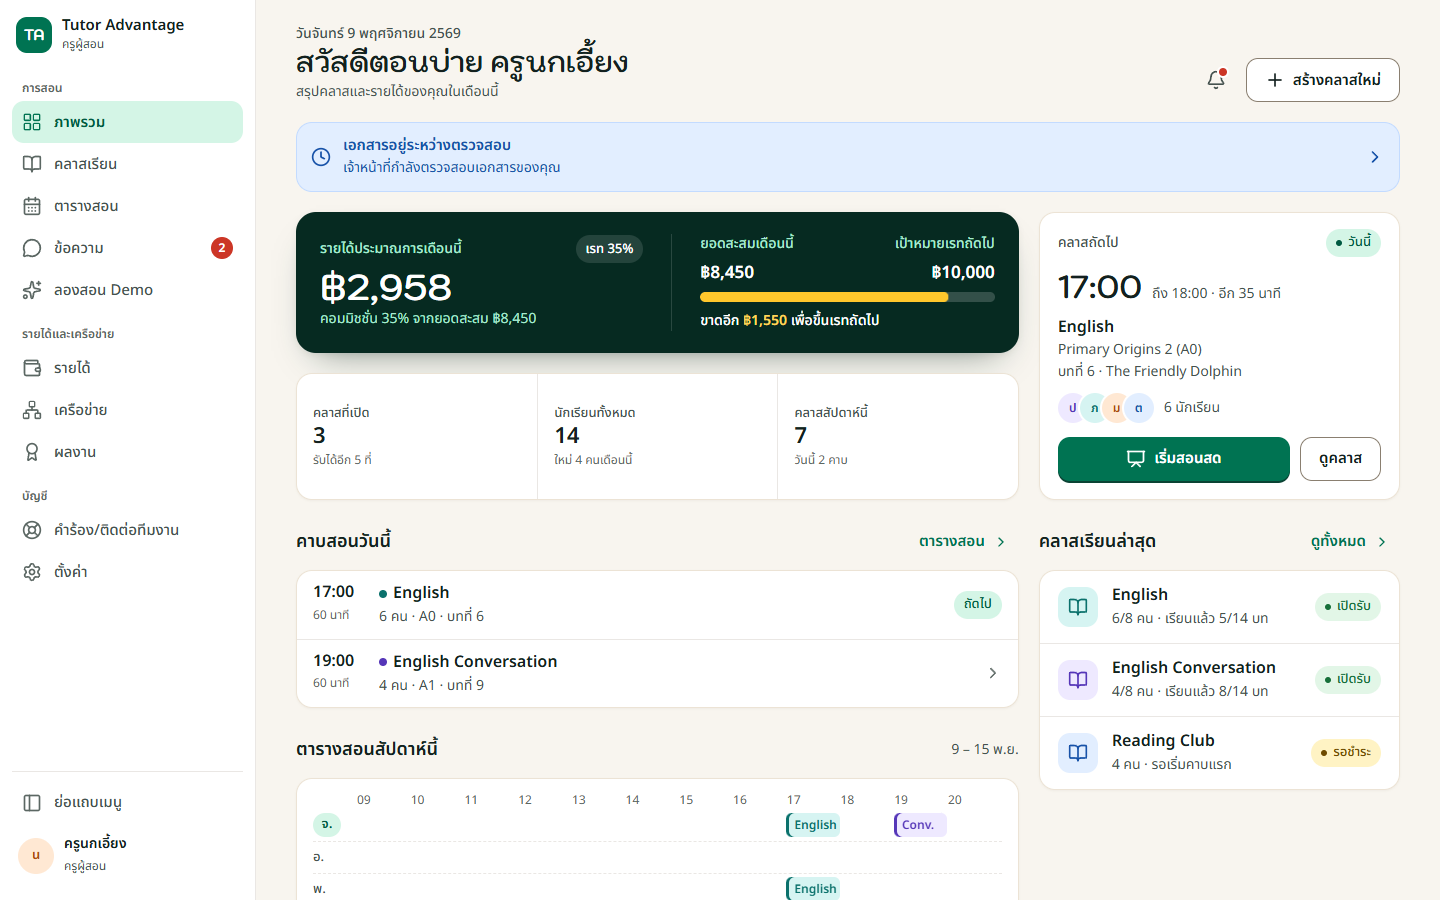 TA
Tutor Advantage
ครูผู้สอน
การสอน
ภาพรวม
คลาสเรียน
ตารางสอน
ข้อความ
2
ลองสอน Demo
รายได้และเครือข่าย
รายได้
เครือข่าย
ผลงาน
บัญชี
คำร้อง/ติดต่อทีมงาน
ตั้งค่า
ย่อแถบเมนู
น
ครูนกเอี้ยง
ครูผู้สอน
วันจันทร์ 9 พฤศจิกายน 2569
สวัสดีตอนบ่าย ครูนกเอี้ยง
สรุปคลาสและรายได้ของคุณในเดือนนี้
สร้างคลาสใหม่
เอกสารอยู่ระหว่างตรวจสอบ
เจ้าหน้าที่กำลังตรวจสอบเอกสารของคุณ
รายได้ประมาณการเดือนนี้
เรท 35%
฿2,958
คอมมิชชั่น 35% จากยอดสะสม ฿8,450
ยอดสะสมเดือนนี้
เป้าหมายเรทถัดไป
฿8,450
฿10,000
ขาดอีก ฿1,550 เพื่อขึ้นเรทถัดไป
คลาสที่เปิด
3
รับได้อีก 5 ที่
นักเรียนทั้งหมด
14
ใหม่ 4 คนเดือนนี้
คลาสสัปดาห์นี้
7
วันนี้ 2 คาบ
คลาสถัดไป
วันนี้
17:00 ถึง 18:00 · อีก 35 นาที
English
Primary Origins 2 (A0)
บทที่ 6 · The Friendly Dolphin
ป ภ ม ต 6 นักเรียน
เริ่มสอนสด
ดูคลาส
คาบสอนวันนี้
ตารางสอน
17:00
60 นาที
English
6 คน · A0 · บทที่ 6
ถัดไป
19:00
60 นาที
English Conversation
4 คน · A1 · บทที่ 9
คลาสเรียนล่าสุด
ดูทั้งหมด
English
6/8 คน · เรียนแล้ว 5/14 บท
เปิดรับ
English Conversation
4/8 คน · เรียนแล้ว 8/14 บท
เปิดรับ
Reading Club
4 คน · รอเริ่มคาบแรก
รอชำระ
ตารางสอนสัปดาห์นี้
9 – 15 พ.ย.
09 10 11 12 13 14 15 16 17 18 19 20
จ. English Conv.
อ.
พ. English